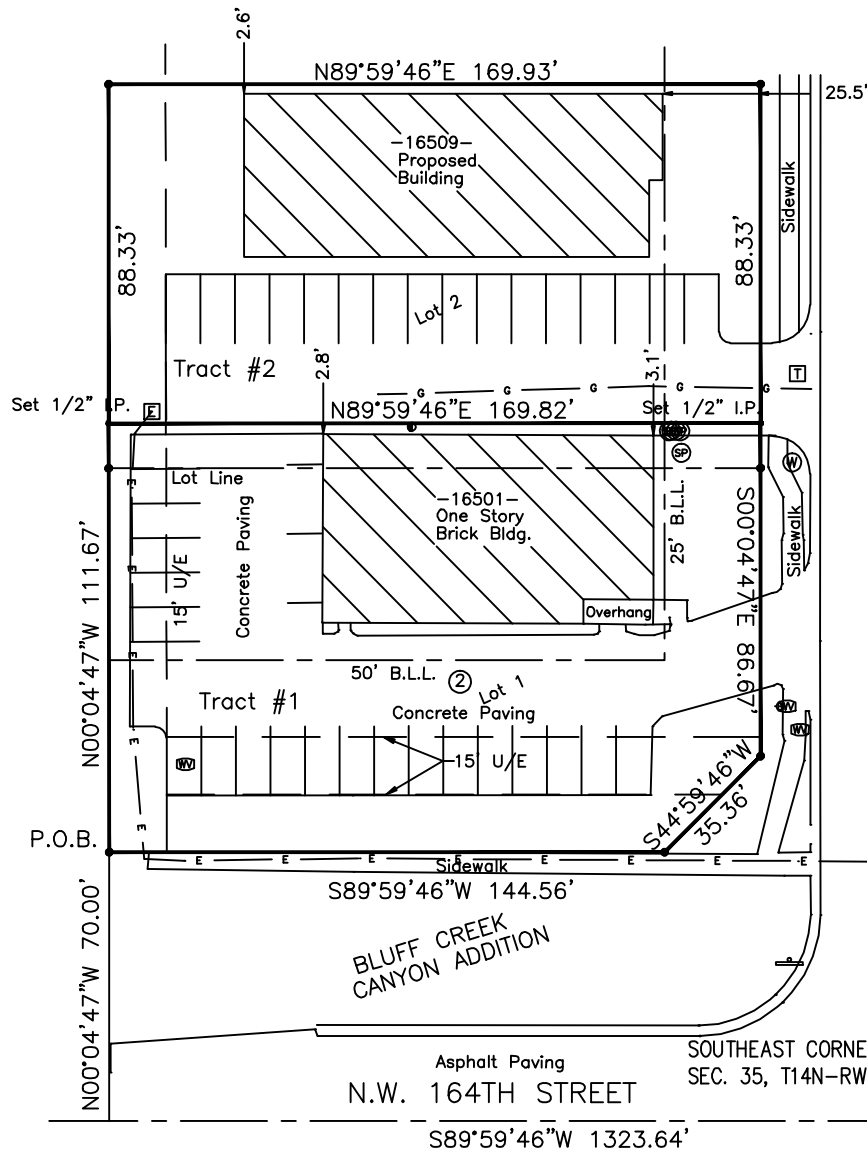 2.6'
N89°59'46"E 169.93'
25.5'
-16509-
Proposed
Building
Sidewalk
88.33'
88.33'
Lot 2
Tract #2
2.8'
3.1'
G G G G G
T
Set 1/2" I.P.
E
N89°59'46"E 169.82'
Set 1/2" I.P.
SP
W
Lot Line
-16501-
One Story
Brick Bldg.
25' B.L.L.
S00°04'47"E 86.67'
Sidewalk
N00°04'47"W 111.67'
15' U/E
Concrete Paving
E
E
E
E
Overhang
50' B.L.L.
2
Lot 1
Tract #1
Concrete Paving
WV
WV
E
WV
15' U/E
S44°59'46"W
35.36'
E
P.O.B.
E E E E E E E E
Sidewalk
S89°59'46"W 144.56'
N00°04'47"W 70.00'
BLUFF CREEK
CANYON ADDITION
Asphalt Paving
SOUTHEAST CORNE
SEC. 35, T14N-RW
N.W. 164TH STREET
S89°59'46"W 1323.64'